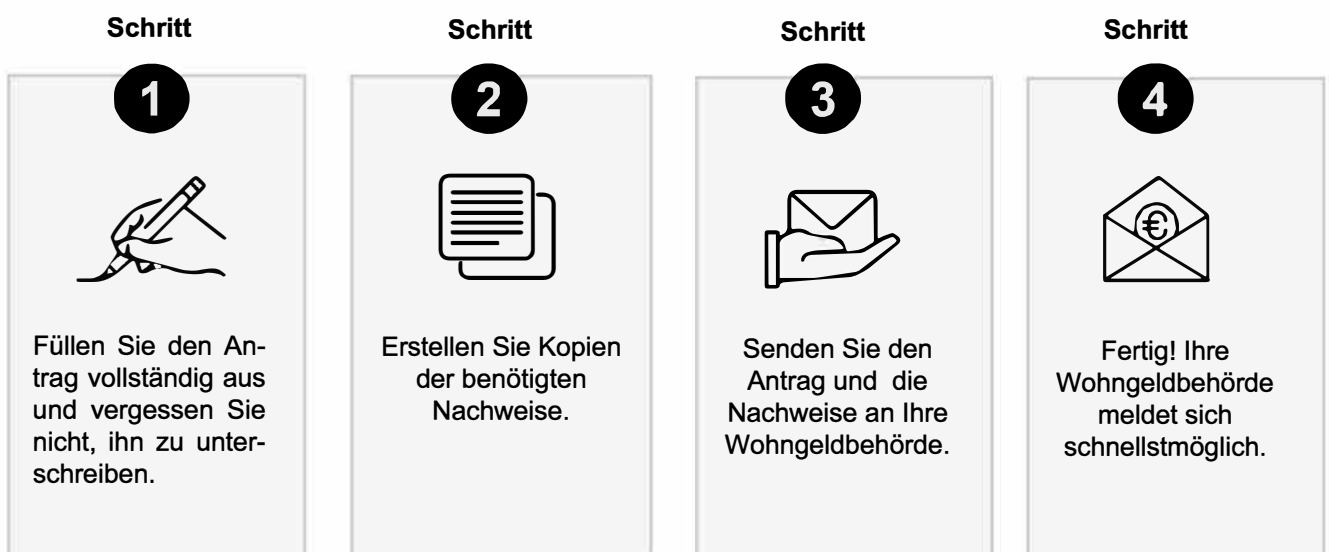 Schritt
1
Füllen Sie den An-
trag vollständig aus
und vergessen Sie
nicht, ihn zu unter-
schreiben.
Schritt
2
Erstellen Sie Kopien
der benötigten
Nachweise.
Schritt
3
Senden Sie den
Antrag und die
Nachweise an Ihre
Wohngeldbehörde.
Schritt
4
€
Fertig! Ihre
Wohngeldbehörde
meldet sich
schnellstmöglich.